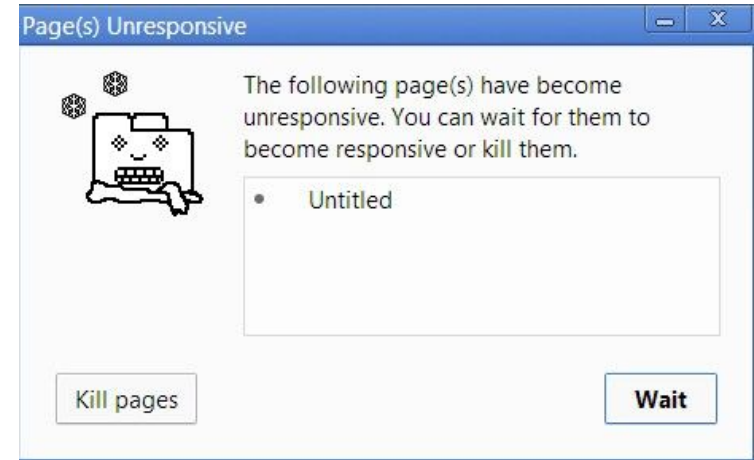 Page(s) Unresponsive
The following page(s) have become
unresponsive. You can wait for them to
become responsive or kill them.
Untitled
Kill pages
Wait